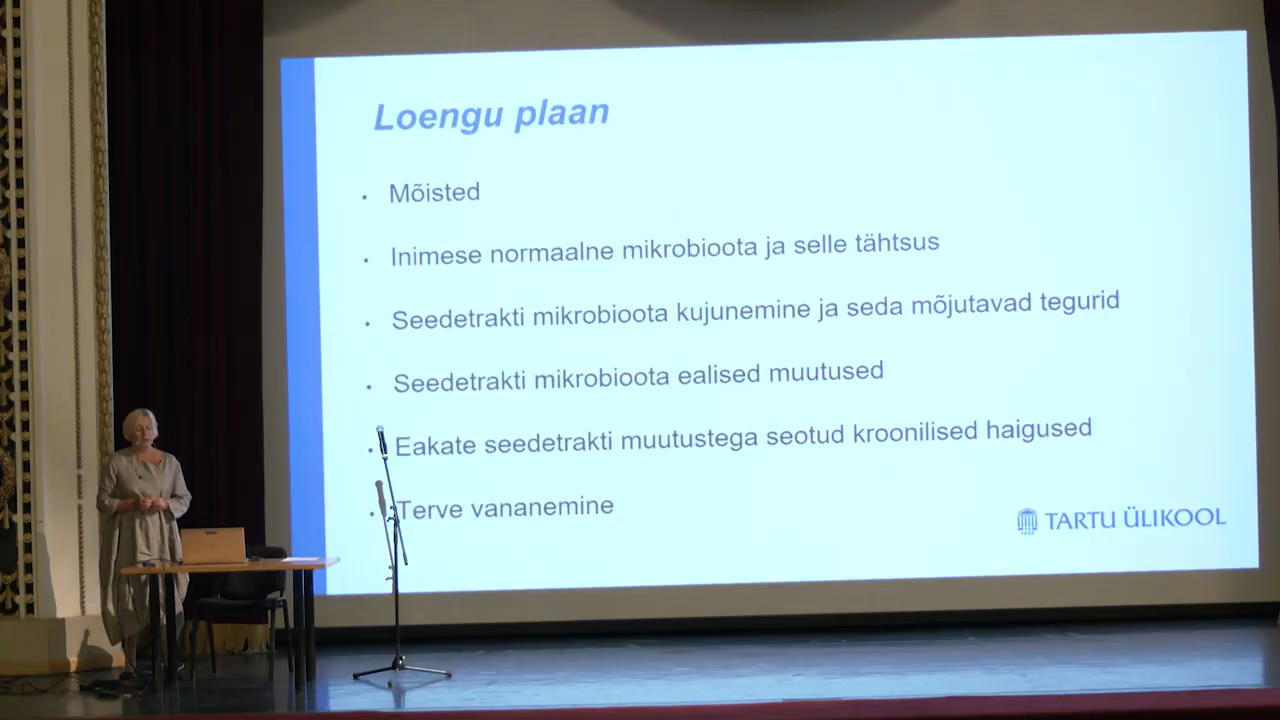 Loengu plaan
• Mõisted
• Inimese normaalne mikrobioota ja selle tähtsus
• Seedetrakti mikrobioota kujunemine ja seda mõjutavad tegurid
• Seedetrakti mikrobioota ealised muutused
• Eakate seedetrakti muutustega seotud kroonilised haigused
• Terve vananemine
TARTU ÜLIKOOL